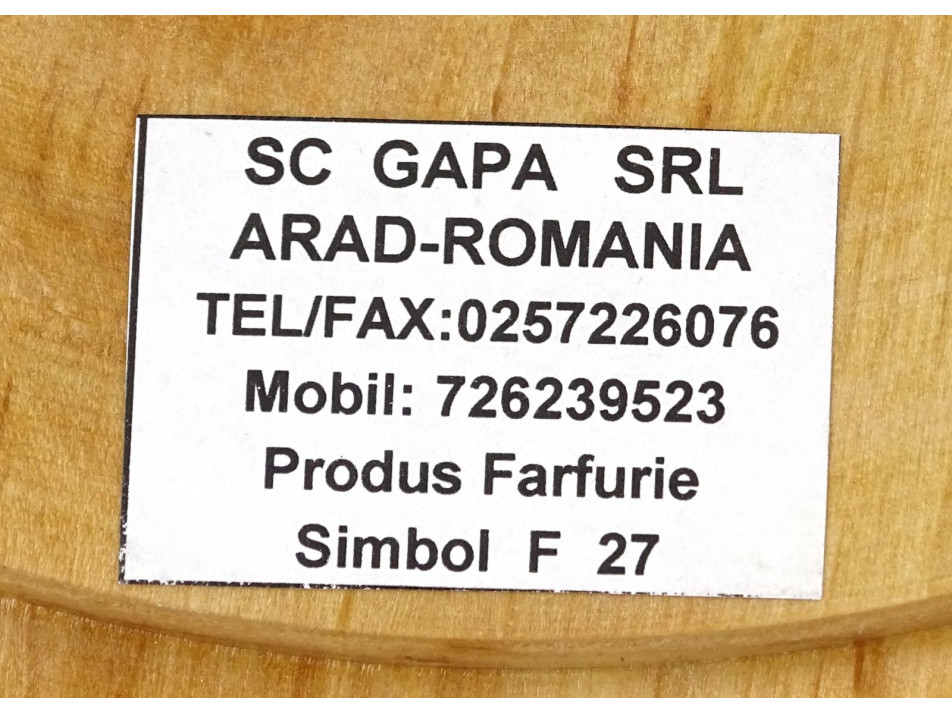 SC GAPA SRL
ARAD-ROMANIA
TEL/FAX:0257226076
Mobil: 726239523
Produs Farfurie
Simbol F 27